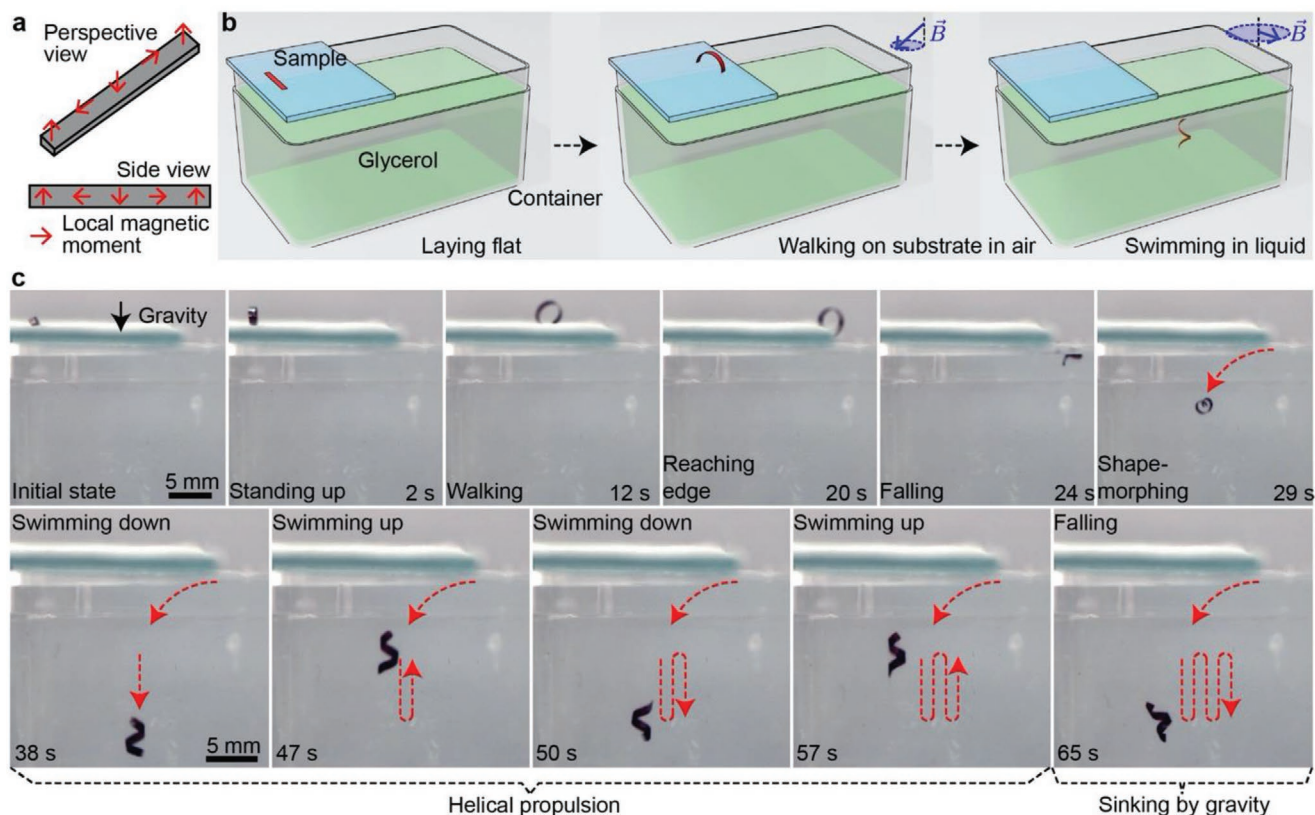 a
Perspective
view
Side view
Local magnetic
moment
b
Sample
Glycerol
Container
Laying flat
B
Walking on substrate in air
B
Swimming in liquid
c
Gravity
Initial state
5 mm
Standing up
2 s
Walking
12 s
Reaching
edge
20 s
Falling
24 s
Shape-
morphing
29 s
Swimming down
38 s
5 mm
Swimming up
47 s
Swimming down
50 s
Swimming up
57 s
Falling
65 s
Helical propulsion
Sinking by gravity